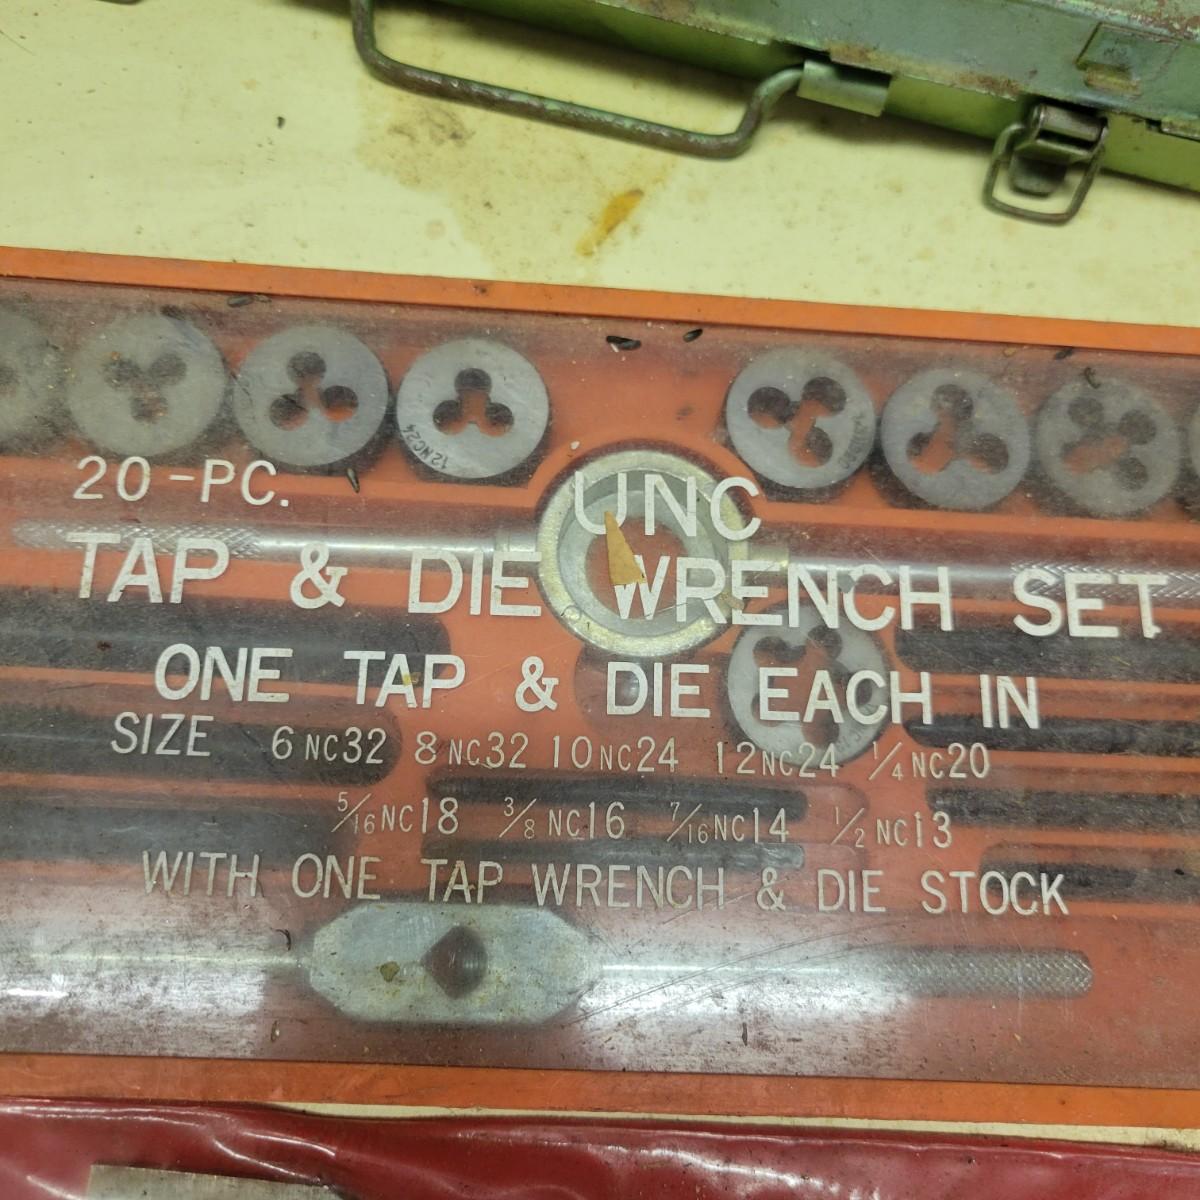 12NC24
20-PC. UNC
TAP & DIE WRENCH SET
ONE TAP & DIE EACH IN
SIZE 6NC32 8NC32 10NC24 12NC24 1/4NC20
5/16NC18 3/8NC16 7/16NC14 1/2NC13
WITH ONE TAP WRENCH & DIE STOCK